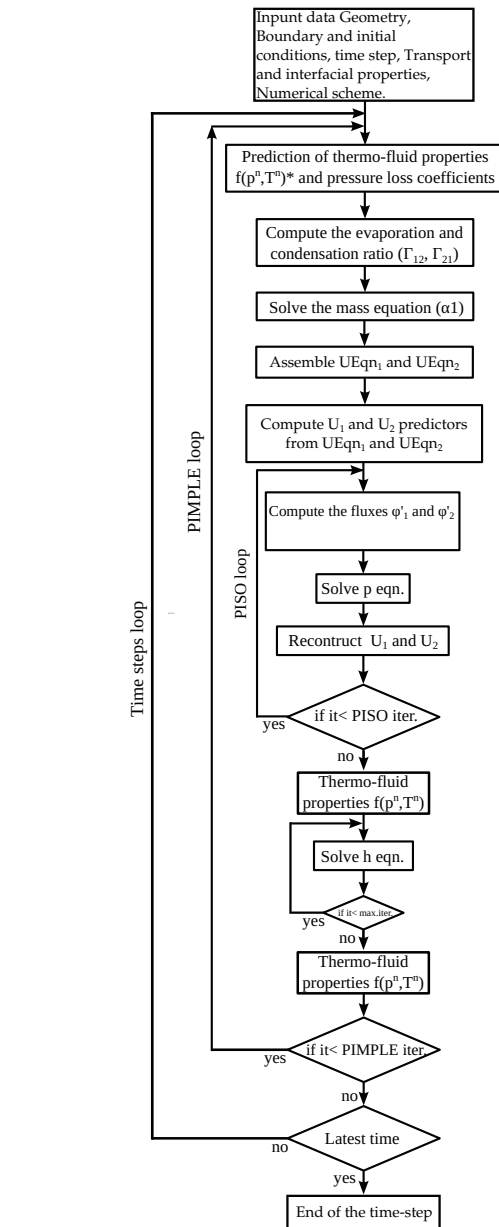 Inpunt data Geometry,
Boundary and initial
conditions, time step, Transport
and interfacial properties,
Numerical scheme.
Prediction of thermo-fluid properties
f(pⁿ,Tⁿ)* and pressure loss coefficients
Compute the evaporation and
condensation ratio (Γ₁₂, Γ₂₁)
Solve the mass equation (α1)
Assemble UEqn₁ and UEqn₂
Compute U₁ and U₂ predictors
from UEqn₁ and UEqn₂
PIMPLE loop
Compute the fluxes φ'₁ and φ'₂
PISO loop
Solve p eqn.
Time steps loop
Recontruct U₁ and U₂
if it< PISO iter.
yes
no
Thermo-fluid
properties f(pⁿ,Tⁿ)
Solve h eqn.
if it< max.iter.
yes
no
Thermo-fluid
properties f(pⁿ,Tⁿ)
if it< PIMPLE iter.
yes
no
Latest time
no
yes
End of the time-step